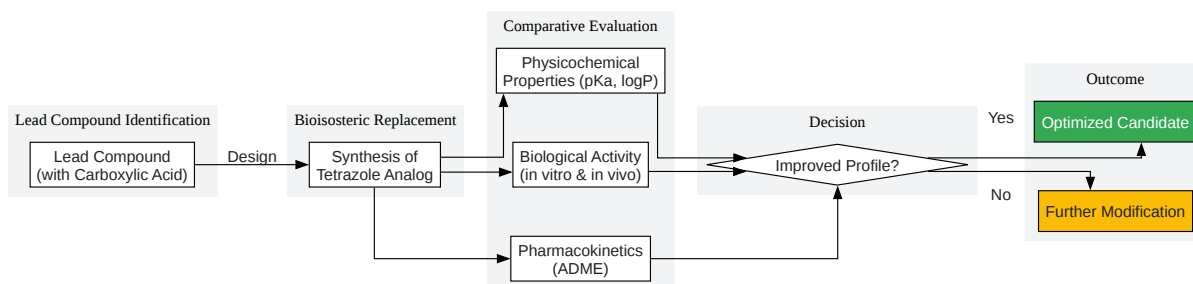 Lead Compound Identification
Lead Compound
(with Carboxylic Acid)
Design
Bioisosteric Replacement
Synthesis of
Tetrazole Analog
Comparative Evaluation
Physicochemical
Properties (pKa, logP)
Biological Activity
(in vitro & in vivo)
Pharmacokinetics
(ADME)
Decision
Improved Profile?
Yes
No
Outcome
Optimized Candidate
Further Modification